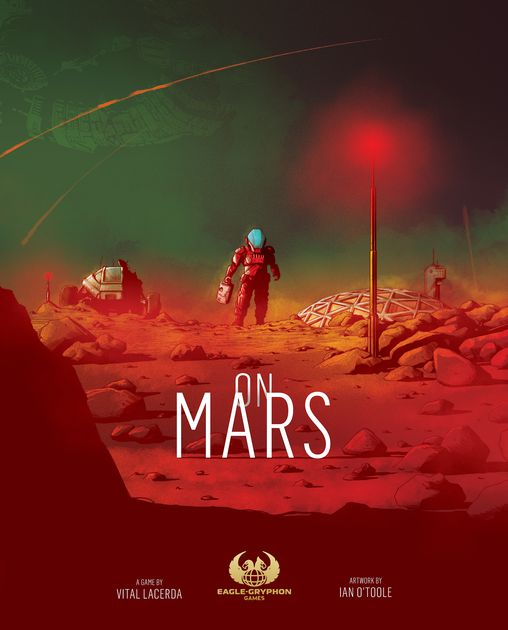 ON
MARS
A GAME BY
VITAL LACERDA
EAGLE-GRYPHON
GAMES
ARTWORK BY
IAN O'TOOLE